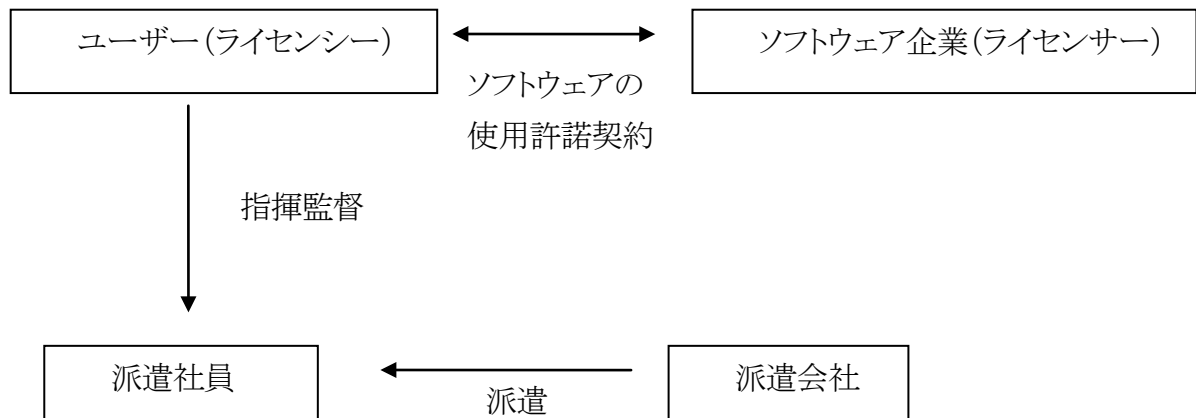 ユーザー(ライセンシー)
ソフトウェア企業(ライセンサー)
ソフトウェアの
使用許諾契約
指揮監督
派遣社員
派遣会社
派遣